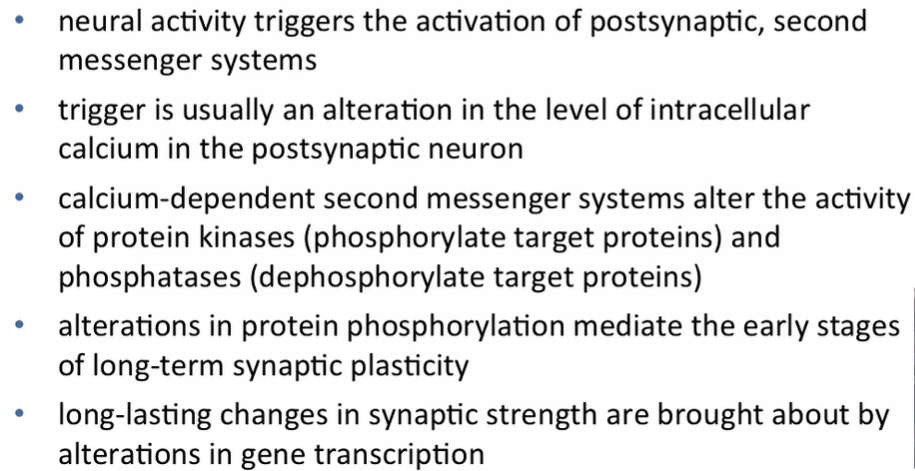 • neural activity triggers the activation of postsynaptic, second
messenger systems
• trigger is usually an alteration in the level of intracellular
calcium in the postsynaptic neuron
• calcium-dependent second messenger systems alter the activity
of protein kinases (phosphorylate target proteins) and
phosphatases (dephosphorylate target proteins)
• alterations in protein phosphorylation mediate the early stages
of long-term synaptic plasticity
• long-lasting changes in synaptic strength are brought about by
alterations in gene transcription